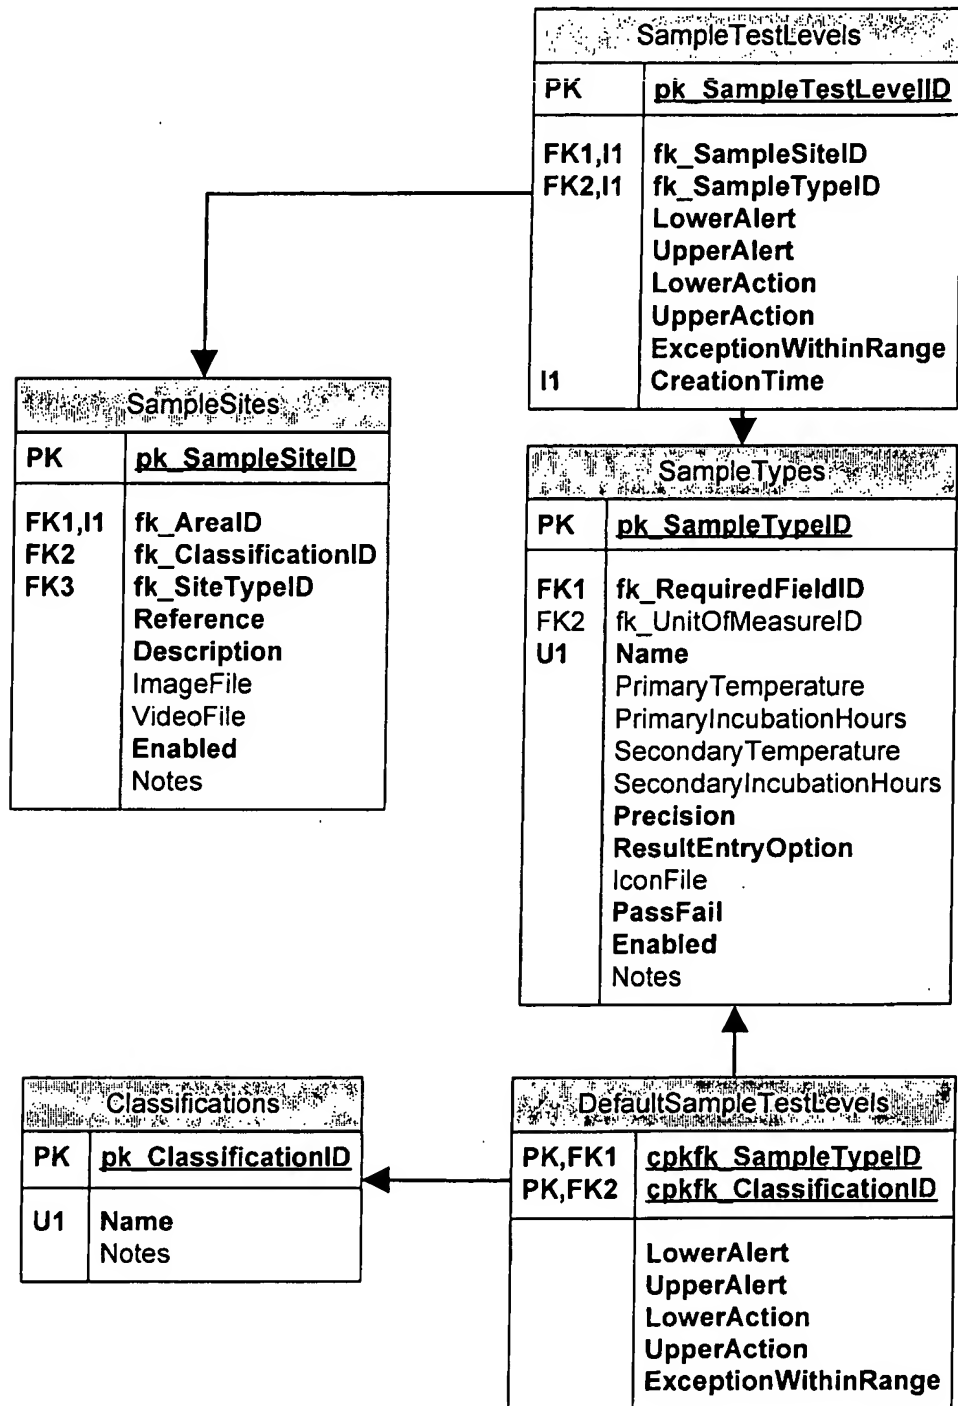 SampleTestLevels
PK pk_SampleTestLevelID
FK1,I1 fk_SampleSiteID
FK2,I1 fk_SampleTypeID
LowerAlert
UpperAlert
LowerAction
UpperAction
ExceptionWithinRange
I1 CreationTime
SampleSites
PK pk_SampleSiteID
FK1,I1 fk_AreaID
FK2 fk_ClassificationID
FK3 fk_SiteTypeID
Reference
Description
ImageFile
VideoFile
Enabled
Notes
SampleTypes
PK pk_SampleTypeID
FK1 fk_RequiredFieldID
FK2 fk_UnitOfMeasureID
U1 Name
PrimaryTemperature
PrimaryIncubationHours
SecondaryTemperature
SecondaryIncubationHours
Precision
ResultEntryOption
IconFile
PassFail
Enabled
Notes
Classifications
PK pk_ClassificationID
U1 Name
Notes
DefaultSampleTestLevels
PK,FK1 cpkfk_SampleTypeID
PK,FK2 cpkfk_ClassificationID
LowerAlert
UpperAlert
LowerAction
UpperAction
ExceptionWithinRange